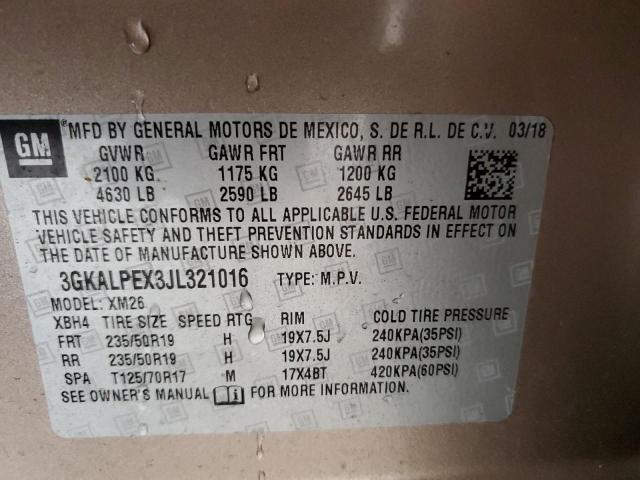 GM ® MFD BY GENERAL MOTORS DE MEXICO, S. DE R.L. DE C.V. 03/18
GVWR GAWR FRT GAWR RR
2100 KG. 1175 KG 1200 KG
4630 LB 2590 LB 2645 LB
THIS VEHICLE CONFORMS TO ALL APPLICABLE U.S. FEDERAL MOTOR
VEHICLE SAFETY AND THEFT PREVENTION STANDARDS IN EFFECT ON
THE DATE OF MANUFACTURE SHOWN ABOVE.
3GKALPEX3JL321016 TYPE: M.P.V.
MODEL: XM26
XBH4 TIRE SIZE SPEED RTG RIM COLD TIRE PRESSURE
FRT 235/50R19 H 19X7.5J 240KPA(35PSI)
RR 235/50R19 H 19X7.5J 240KPA(35PSI)
SPA T125/70R17 M 17X4BT 420KPA(60PSI)
SEE OWNER'S MANUAL FOR MORE INFORMATION.